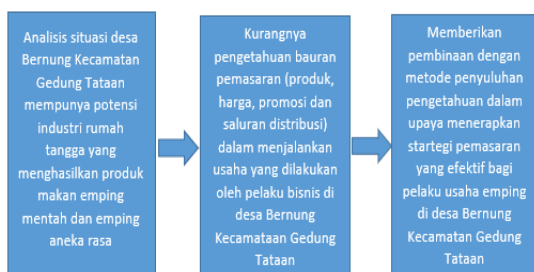 Analisis situasi desa
Bernung Kecamatan
Gedung Tataan
mempunya potensi
industri rumah
tangga yang
menghasilkan produk
makan emping
mentah dan emping
aneka rasa
Kurangnya
pengetahuan bauran
pemasaran (produk,
harga, promosi dan
saluran distribusi)
dalam menjalankan
usaha yang dilakukan
oleh pelaku bisnis di
desa Bernung
Kecamataan Gedung
Tataan
Memberikan
pembinaan dengan
metode penyuluhan
pengetahuan dalam
upaya menerapkan
startegi pemasaran
yang efektif bagi
pelaku usaha emping
di desa Bernung
Kecamatan Gedung
Tataan